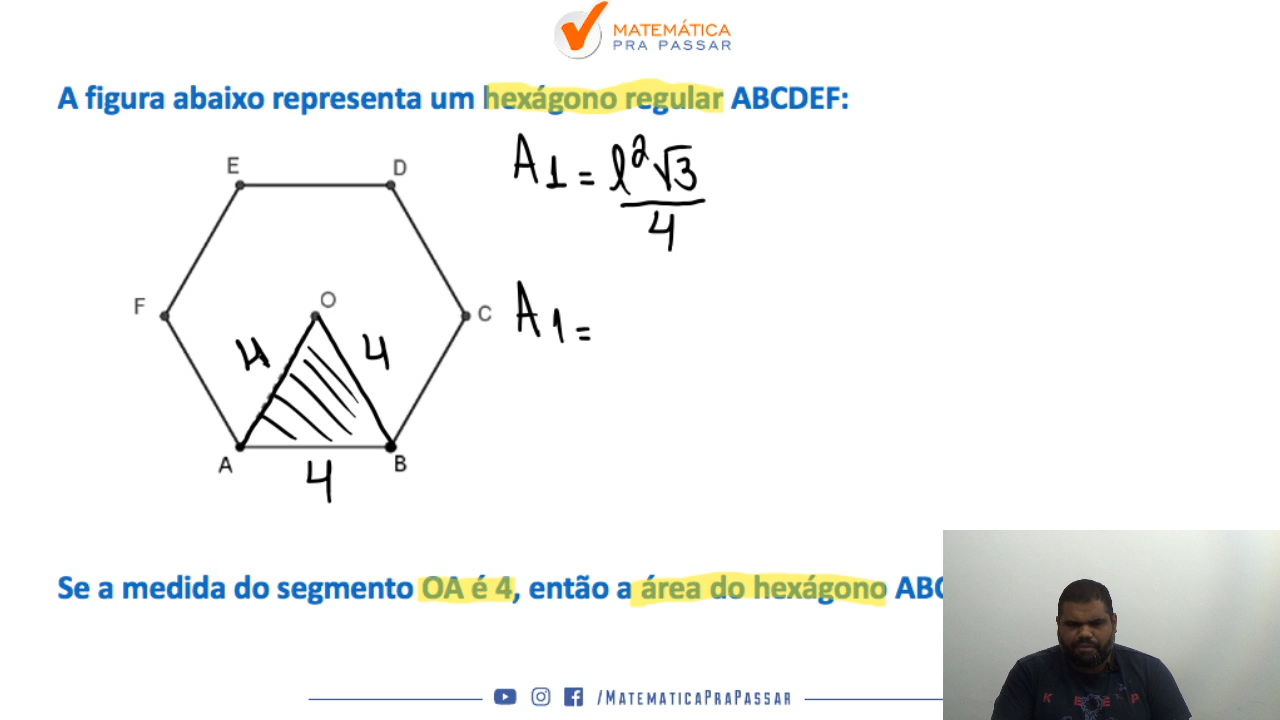 MATEMÁTICA
PRA PASSAR
A figura abaixo representa um hexágono regular ABCDEF:
A1 = l²√3
4
E
D
F
O
C
A1 =
4
4
A
B
4
Se a medida do segmento OA é 4, então a área do hexágono ABC
K E E P
/MATEMATICAPRAPASSAR